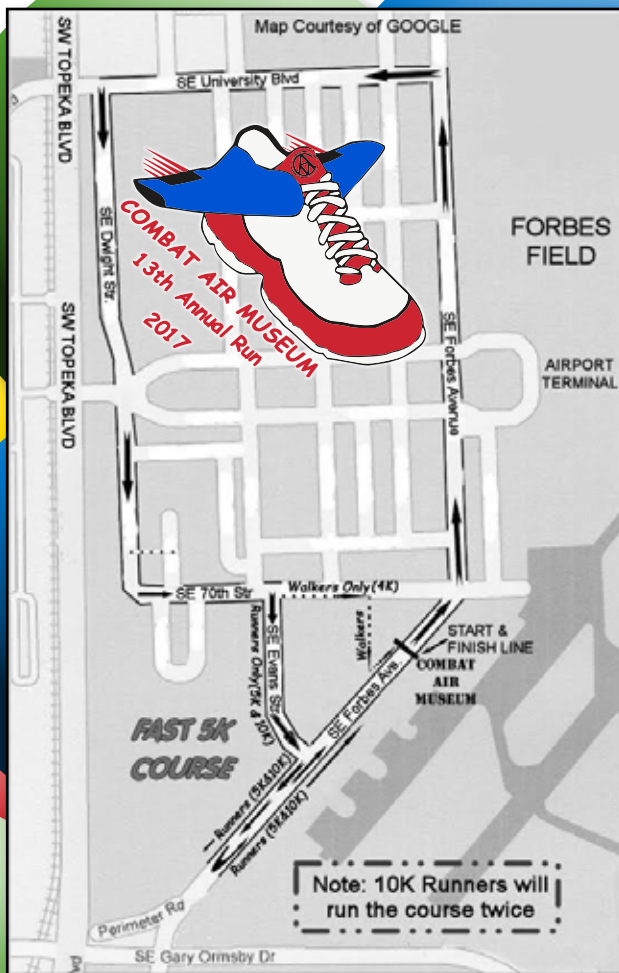 Map Courtesy of GOOGLE
SW TOPEKA BLVD
SE University Blvd
SE Dwight Str.
COMBAT AIR MUSEUM
13th Annual Run
2017
FORBES
FIELD
SW TOPEKA BLVD
SE Forbes Avenue
AIRPORT
TERMINAL
SE 70th Str
Walkers Only (4K)
Runners Only (5K & 10K)
SE Evans Str
Walkers
START &
FINISH LINE
COMBAT
AIR
MUSEUM
SE Forbes Ave.
FAST 5K
COURSE
Runners (5K&10K)
Runners (5K&10K)
Note: 10K Runners will
run the course twice
Perimeter Rd
SE Gary Ormsby Dr